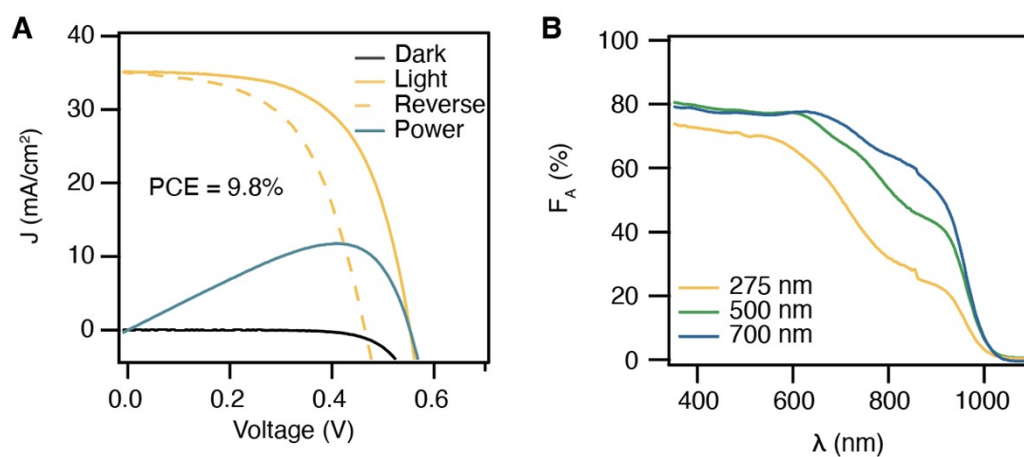 A
J (mA/cm²)
40
30
20
10
0
Dark
Light
Reverse
Power
PCE = 9.8%
0.0 0.2 0.4 0.6
Voltage (V)
B
F_A (%)
100
80
60
40
20
0
275 nm
500 nm
700 nm
400 600 800 1000
λ (nm)